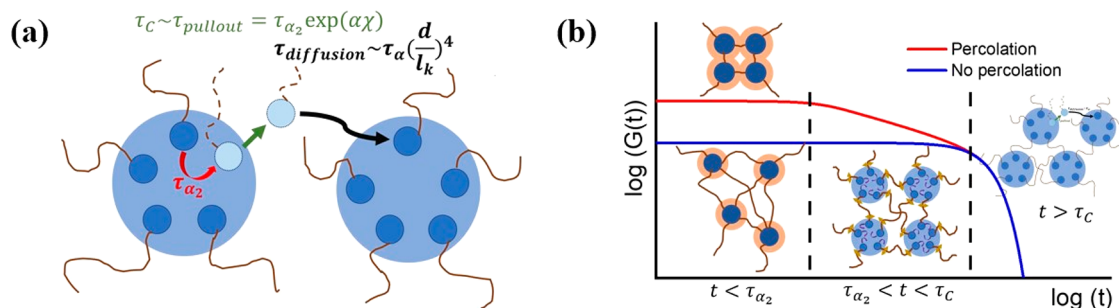 (a)
τ_C~τ_pullout = τ_α₂ exp(αχ)
τ_diffusion~τ_α(d/l_k)⁴
τ_α₂
(b)
log (G(t))
Percolation
No percolation
t > τ_C
t < τ_α₂
τ_α₂ < t < τ_C
log (t)